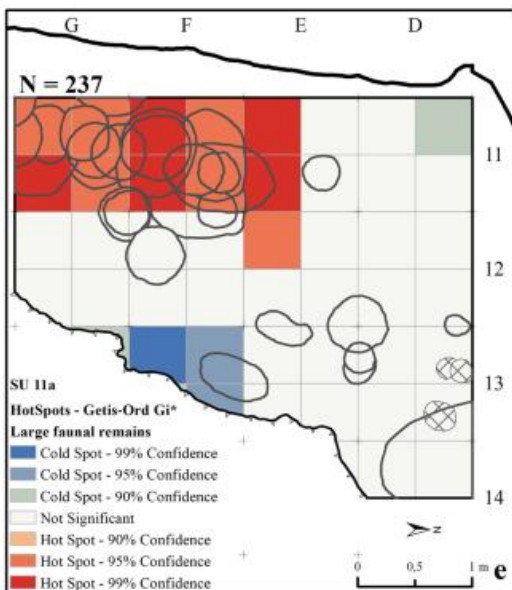 G F E D
N = 237
11
12
13
14
SU 11a
HotSpots - Getis-Ord Gi*
Large faunal remains
Cold Spot - 99% Confidence
Cold Spot - 95% Confidence
Cold Spot - 90% Confidence
Not Significant
Hot Spot - 90% Confidence
Hot Spot - 95% Confidence
Hot Spot - 99% Confidence
N
0 0,5 1 m
e